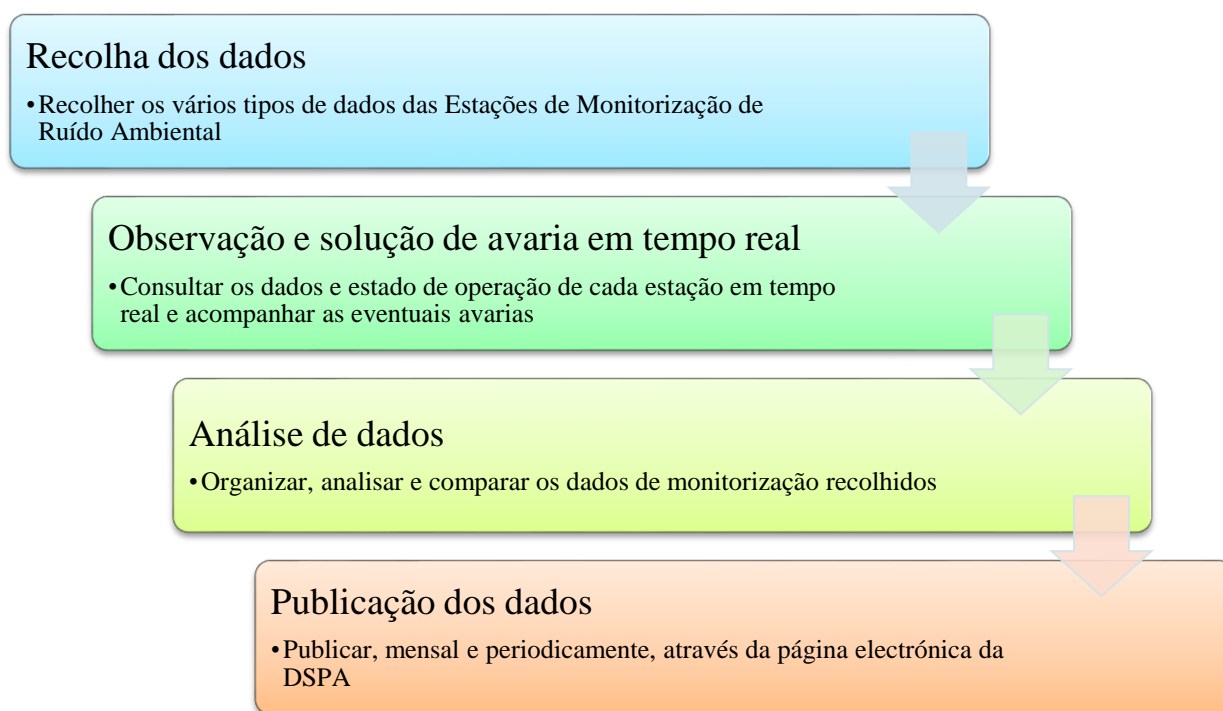 Recolha dos dados
•Recolher os vários tipos de dados das Estações de Monitorização de
Ruído Ambiental
Observação e solução de avaria em tempo real
•Consultar os dados e estado de operação de cada estação em tempo
real e acompanhar as eventuais avarias
Análise de dados
•Organizar, analisar e comparar os dados de monitorização recolhidos
Publicação dos dados
•Publicar, mensal e periodicamente, através da página electrónica da
DSPA